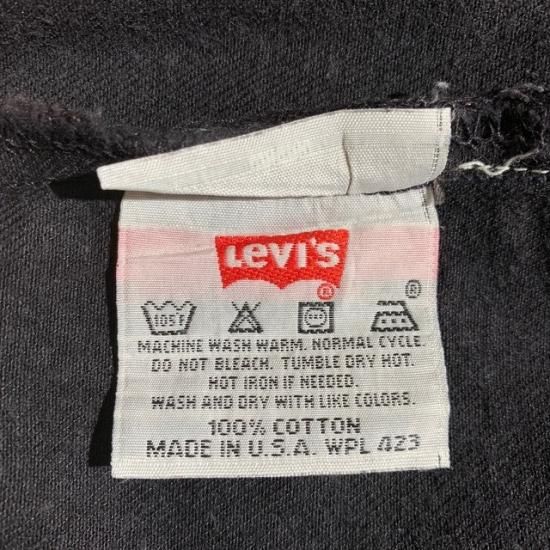 Levi's
®
105 F
®
MACHINE WASH WARM. NORMAL CYCLE.
DO NOT BLEACH. TUMBLE DRY HOT.
HOT IRON IF NEEDED.
WASH AND DRY WITH LIKE COLORS.
100% COTTON
MADE IN U.S.A. WPL 423